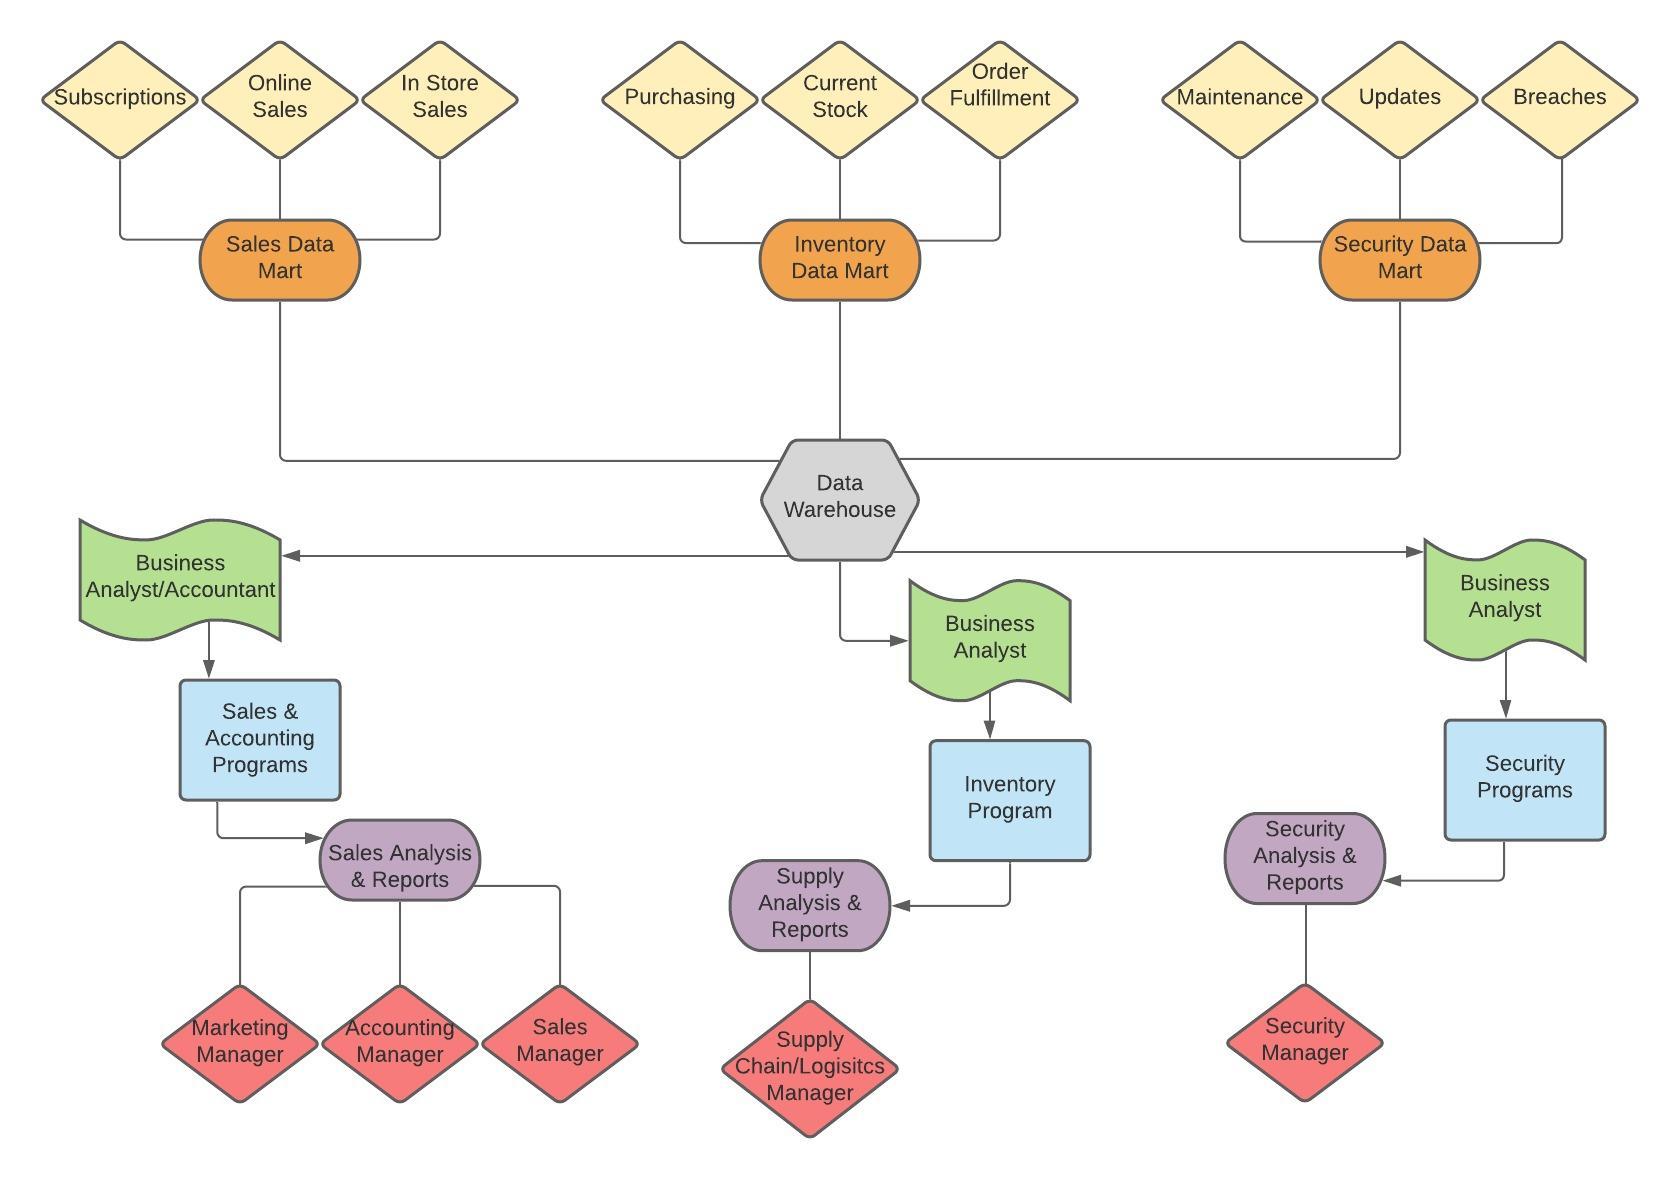 Subscriptions
Online
Sales
In Store
Sales
Purchasing
Current
Stock
Order
Fulfillment
Maintenance
Updates
Breaches
Sales Data
Mart
Inventory
Data Mart
Security Data
Mart
Data
Warehouse
Business
Analyst/Accountant
Business
Analyst
Business
Analyst
Sales &
Accounting
Programs
Inventory
Program
Security
Programs
Sales Analysis
& Reports
Supply
Analysis &
Reports
Security
Analysis &
Reports
Marketing
Manager
Accounting
Manager
Sales
Manager
Supply
Chain/Logisitcs
Manager
Security
Manager